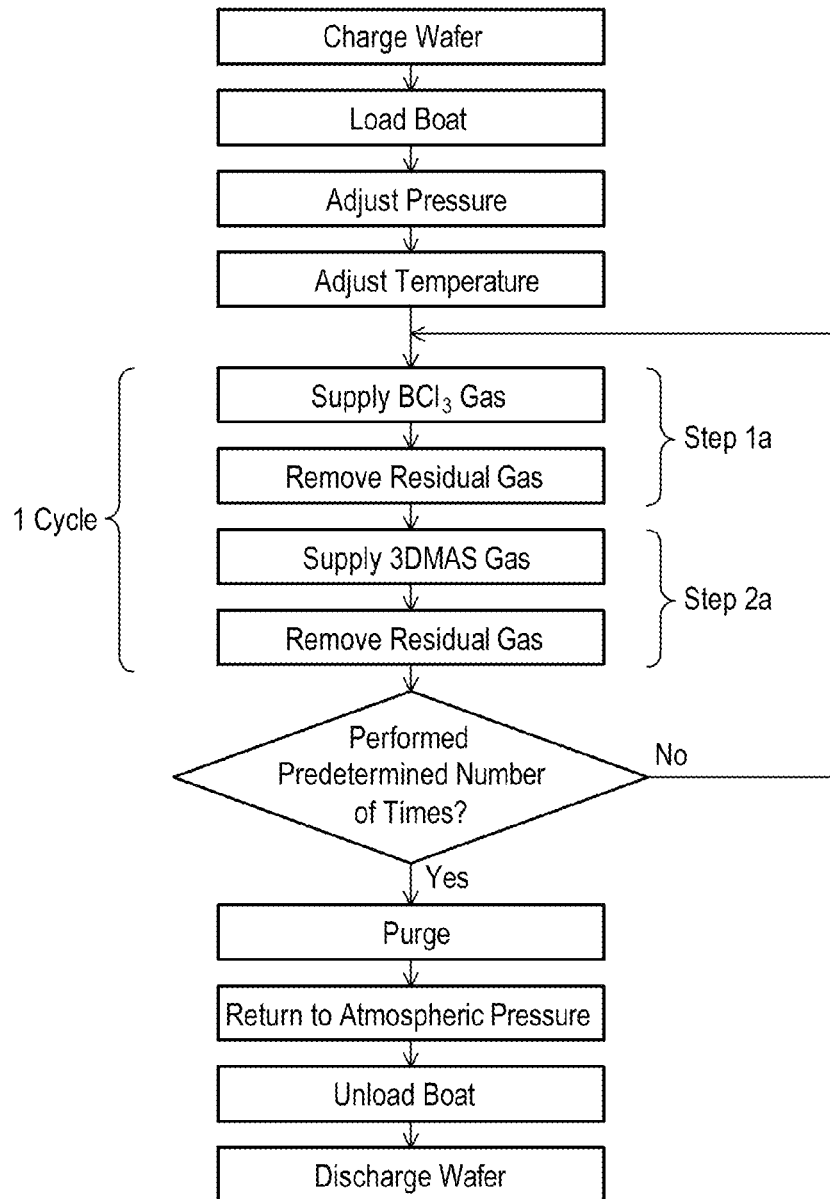 Charge Wafer
Load Boat
Adjust Pressure
Adjust Temperature
Supply BCl₃ Gas
Step 1a
Remove Residual Gas
1 Cycle
Supply 3DMAS Gas
Step 2a
Remove Residual Gas
Performed
Predetermined Number
of Times?
No
Yes
Purge
Return to Atmospheric Pressure
Unload Boat
Discharge Wafer